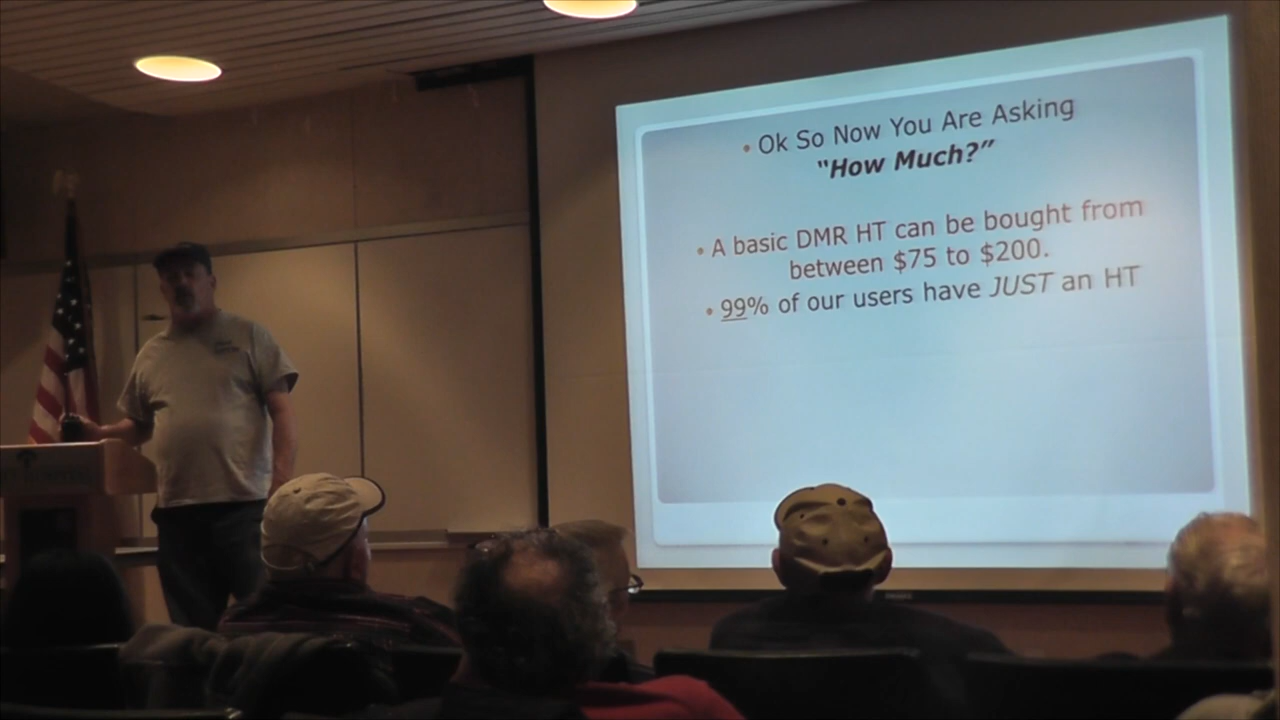 • Ok So Now You Are Asking
“How Much?”
• A basic DMR HT can be bought from
between $75 to $200.
• 99% of our users have JUST an HT